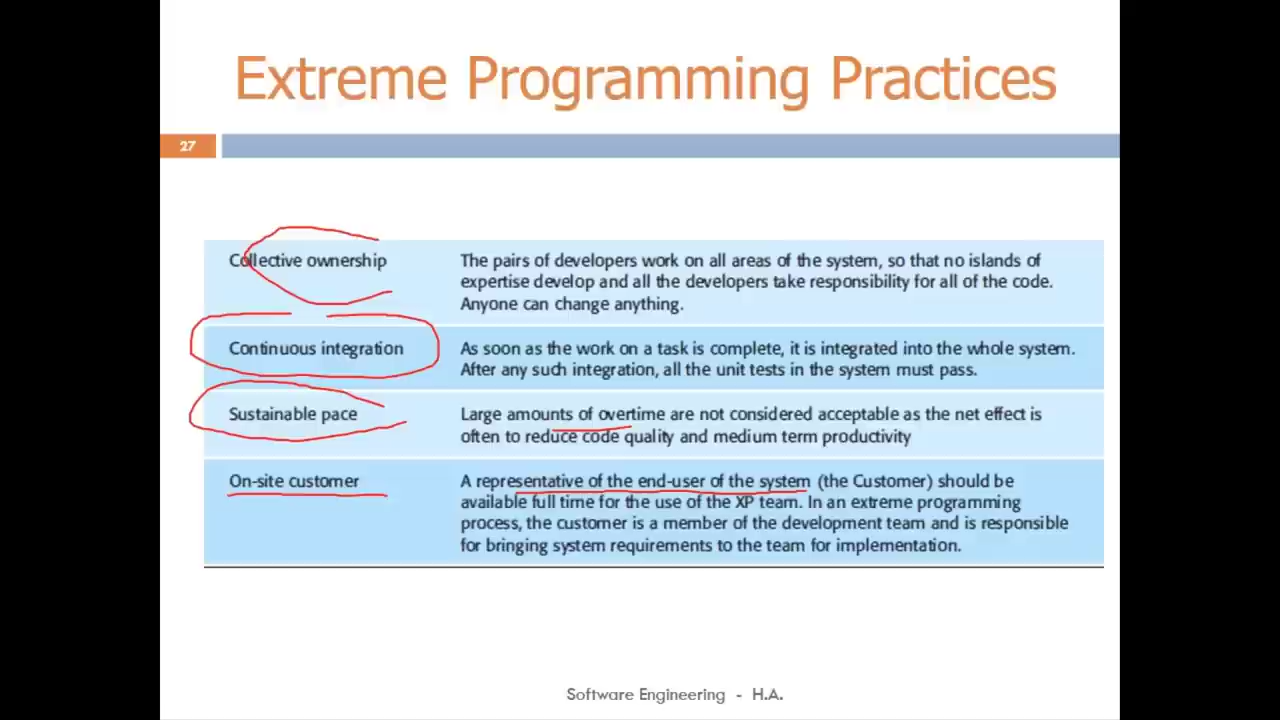 Extreme Programming Practices
27
Collective ownership
The pairs of developers work on all areas of the system, so that no islands of
expertise develop and all the developers take responsibility for all of the code.
Anyone can change anything.
Continuous integration
As soon as the work on a task is complete, it is integrated into the whole system.
After any such integration, all the unit tests in the system must pass.
Sustainable pace
Large amounts of overtime are not considered acceptable as the net effect is
often to reduce code quality and medium term productivity
On-site customer
A representative of the end-user of the system (the Customer) should be
available full time for the use of the XP team. In an extreme programming
process, the customer is a member of the development team and is responsible
for bringing system requirements to the team for implementation.
Software Engineering - H.A.